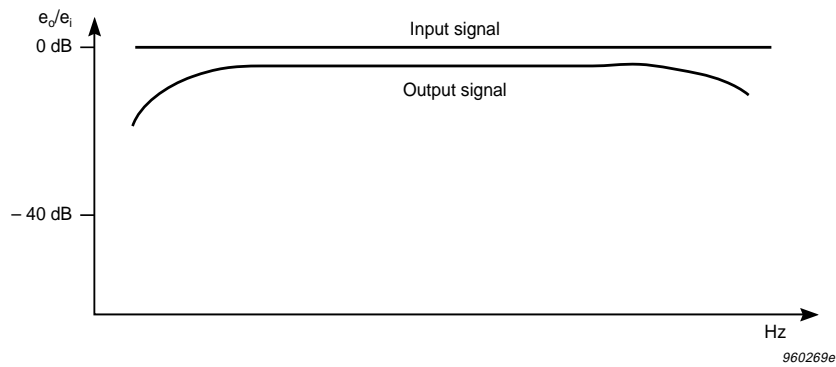 eₒ/eᵢ
0 dB
Input signal
Output signal
– 40 dB
Hz
960269e